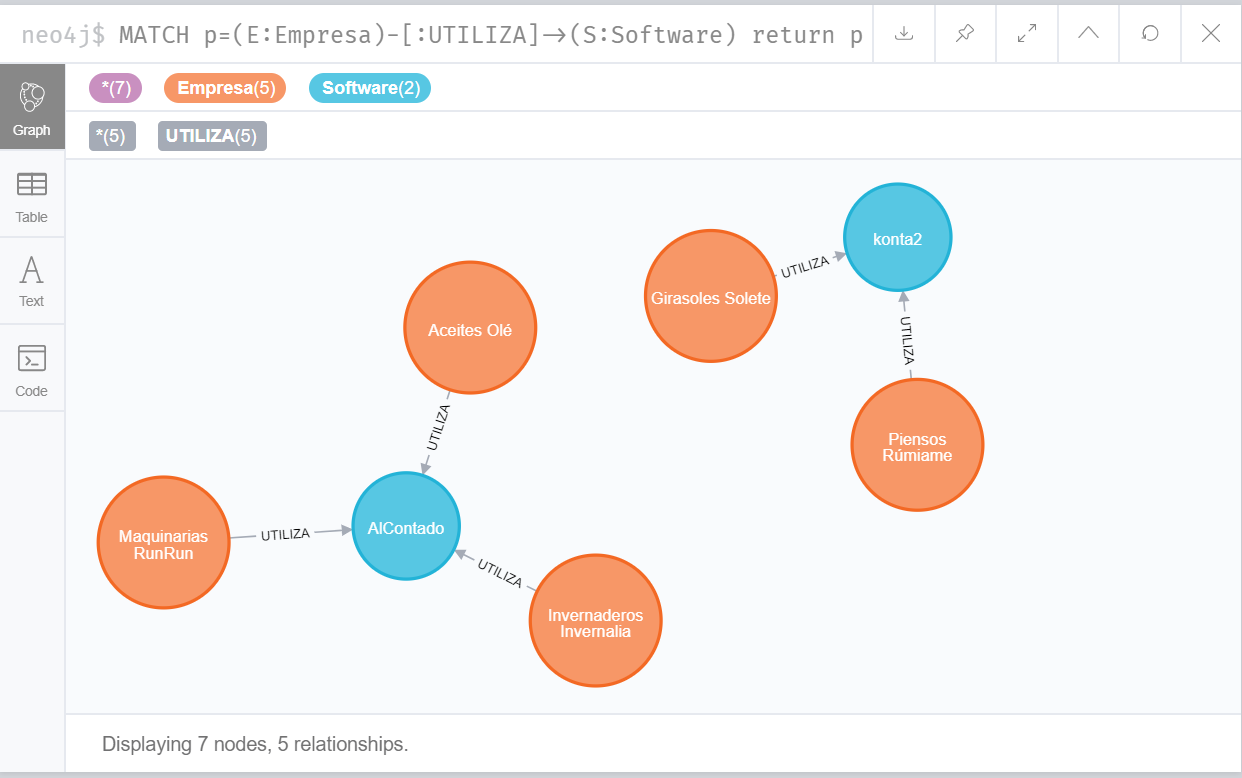 neo4j$ MATCH p=(E:Empresa)-[:UTILIZA]→(S:Software) return p
*(7) Empresa(5) Software(2)
*(5) UTILIZA(5)
Graph
Table
Text
Code
konta2
Girasoles Solete
UTILIZA
UTILIZA
Piensos
Rúmiame
Aceites Olé
UTILIZA
Maquinarias
RunRun
UTILIZA
AlContado
UTILIZA
Invernaderos
Invernalia
Displaying 7 nodes, 5 relationships.